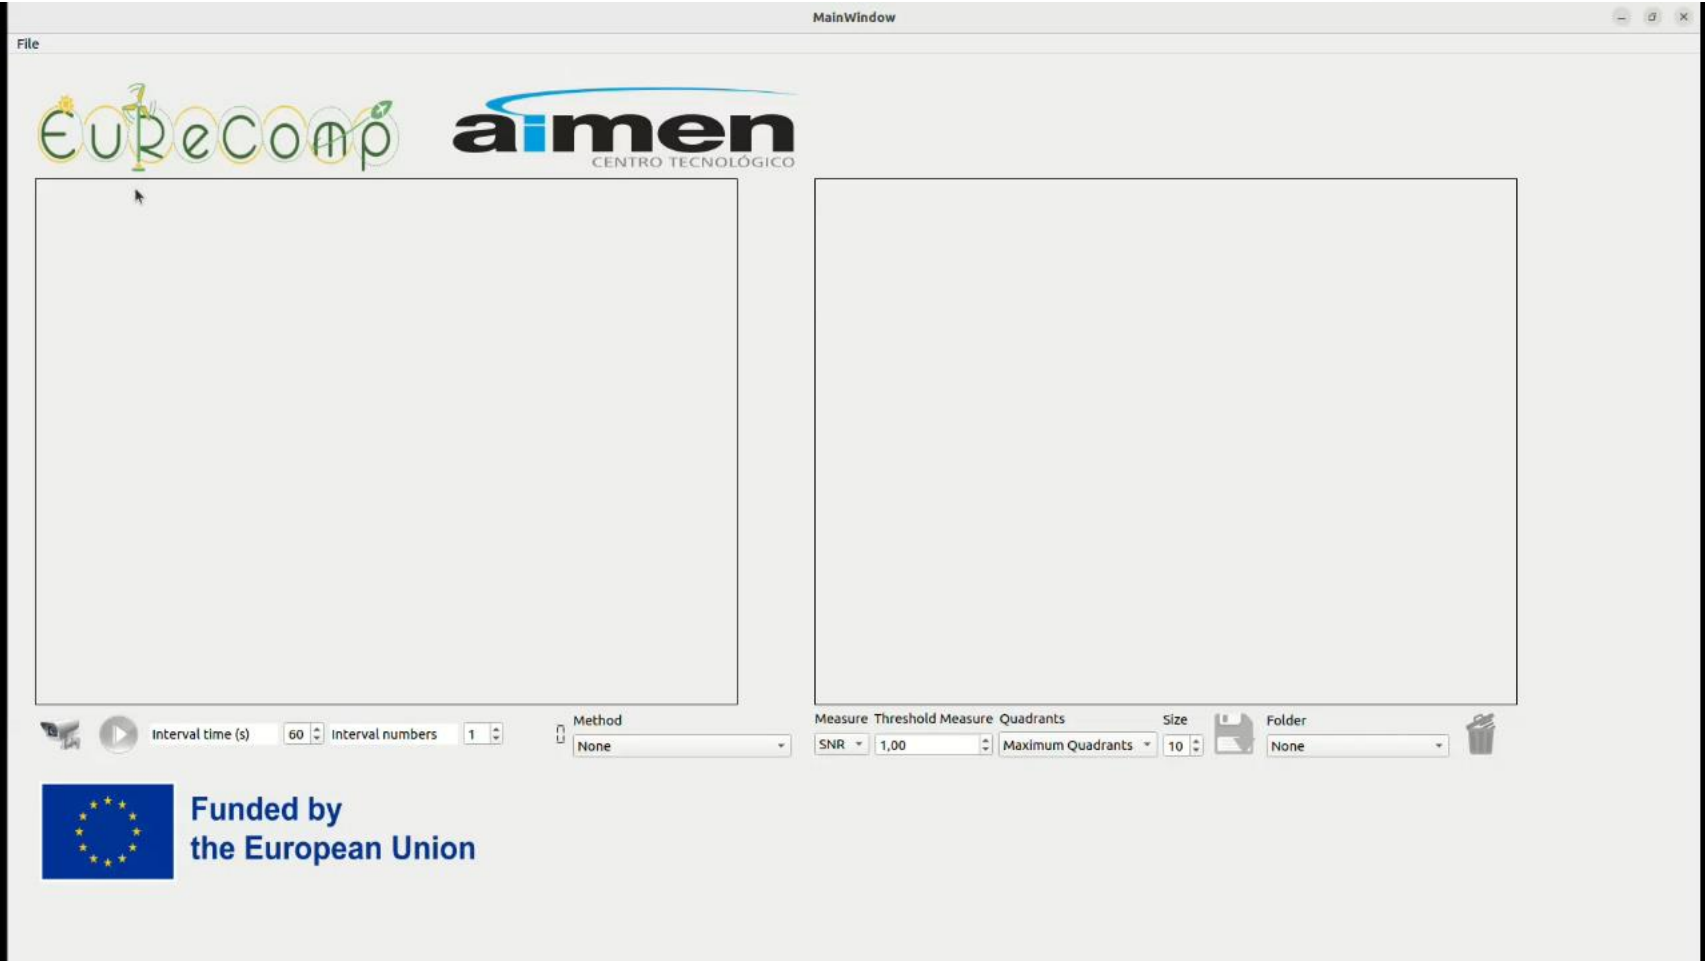 MainWindow
File
EuReComp
aimen
CENTRO TECNOLÓGICO
Interval time (s) 60 Interval numbers 1
Method
None
Measure Threshold Measure Quadrants Size Folder
SNR 1,00 Maximum Quadrants 10 None
Funded by
the European Union